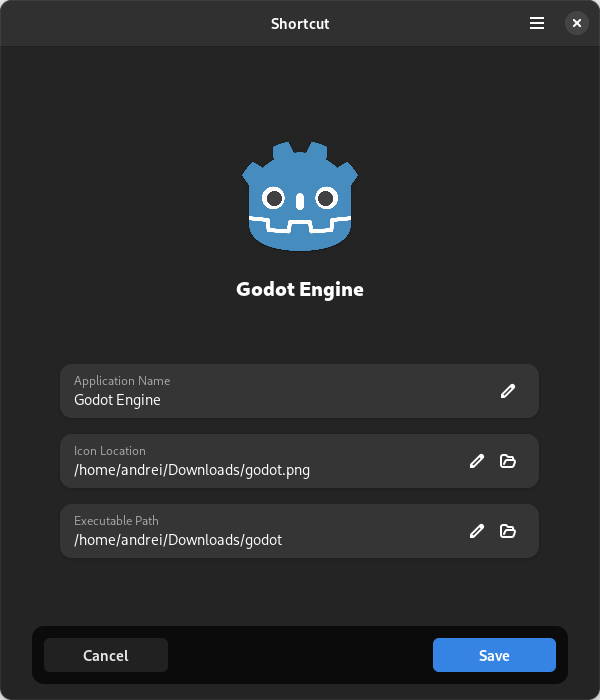 Shortcut
Godot Engine
Application Name
Godot Engine
Icon Location
/home/andrei/Downloads/godot.png
Executable Path
/home/andrei/Downloads/godot
Cancel
Save